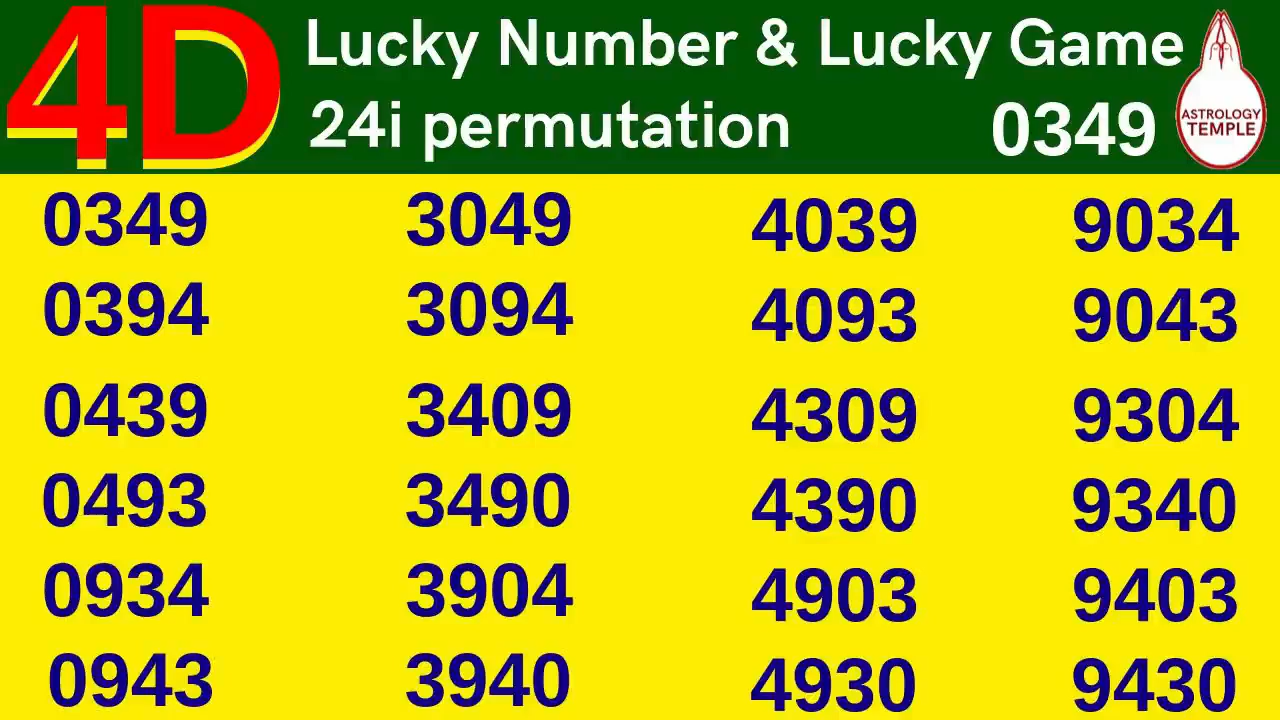 4D
Lucky Number & Lucky Game
24i permutation
0349
ASTROLOGY
TEMPLE
0349 3049 4039 9034
0394 3094 4093 9043
0439 3409 4309 9304
0493 3490 4390 9340
0934 3904 4903 9403
0943 3940 4930 9430